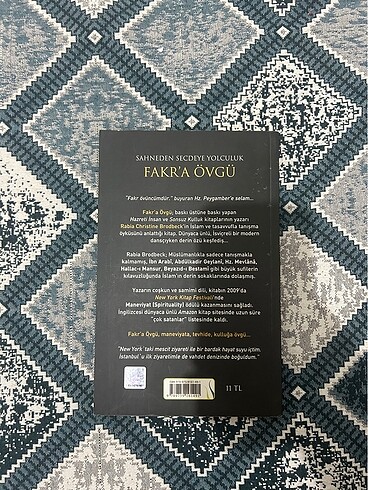 SAHNEDEN SECDEYE YOLCULUK
FAKR'A ÖVGÜ
"Fakr övüncümdür." buyuran Hz. Peygamber'e selam...
Fakr'a Övgü; baskı üstüne baskı yapan
Hazreti İnsan ve Sonsuz Kulluk kitaplarının yazarı
Rabia Christine Brodbeck'in İslam ve tasavvufla tanışma
öyküsünü anlattığı kitap. Dünyaca ünlü, İsviçreli bir modern
dansçıyken derin özü keşfediş...
Rabia Brodbeck; Müslümanlıkla sadece tanışmakla
kalmamış, İbn Arabî, Abdülkadir Geylanî, Hz. Mevlânâ,
Hallac-ı Mansur, Beyazıd-ı Bestamî gibi büyük sufilerin
kılavuzluğunda İslam'ın derin sokaklarında dolaşmış.
Yazarın coşkun ve samimi dili, kitabın 2009'da
New York Kitap Festivali'nde
Maneviyat (Spirituality) ödülü kazanmasını sağladı.
İngilizcesi dünyaca ünlü Amazon kitap sitesinde uzun süre
"çok satanlar" listesinde kaldı.
Fakr'a Övgü, maneviyata, tevhide, kulluğa övgü...
"New York'taki mescit ziyareti ile bir bardak hayat suyu içtim.
İstanbul'u ilk ziyaretimle de vahdet denizinde boğuldum."
11 TL